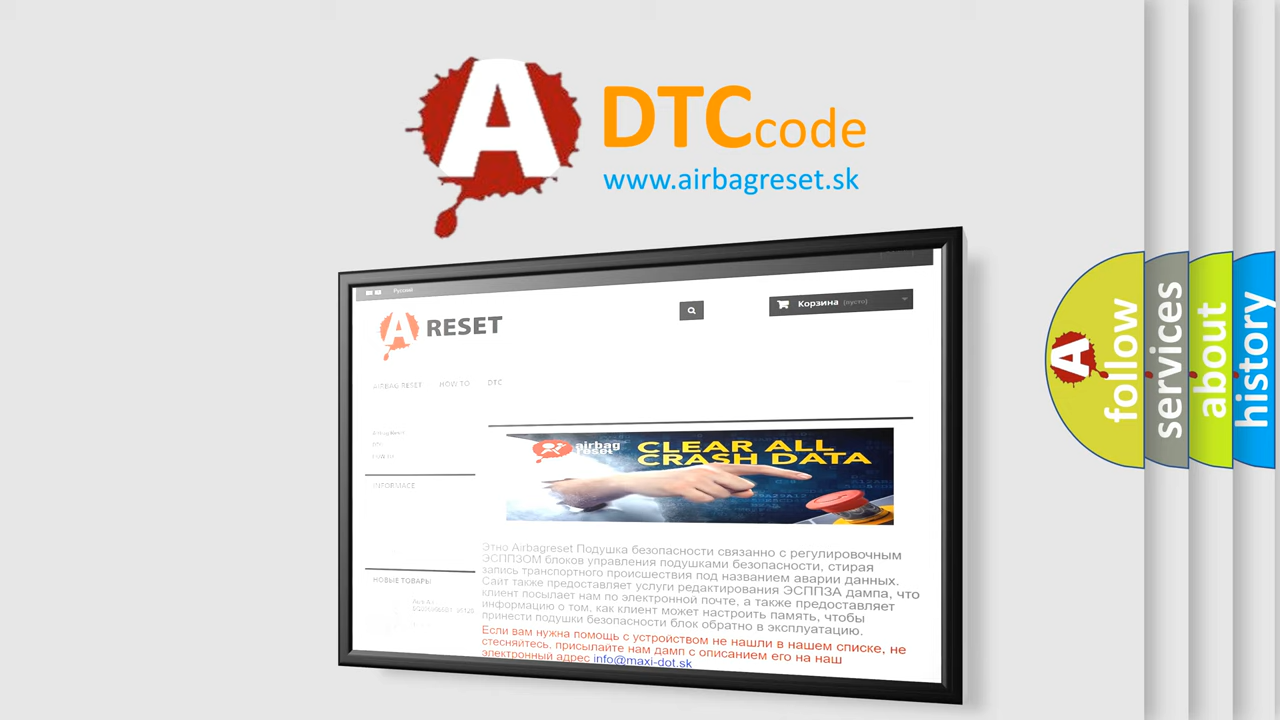 A DTCcode
www.airbagreset.sk
Русский
Корзина (пусто)
A RESET
AIRBAG RESET HOW TO DTC
INFORMACE
airbag
reset
CLEAR ALL
CRASH DATA
Этно Airbagreset Подушка безопасности связанно с регулировочным
ЭСППЗОМ блоков управления подушками безопасности, стирая
запись транспортного происшествия под названием аварии данных.
Сайт также предоставляет услуги редактирования ЭСППЗА дампа, что
клиент посылает нам по электронной почте, а также предоставляет
информацию о том, как клиент может настроить память, чтобы
принести подушки безопасности блок обратно в эксплуатацию.
Если вам нужна помощь с устройством не нашли в нашем списке, не
стесняйтесь, присылайте нам дамп с описанием его на наш
электронный адрес info@maxi-dot.sk
НОВЫЕ ТОВАРЫ
A
follow
services
about
history